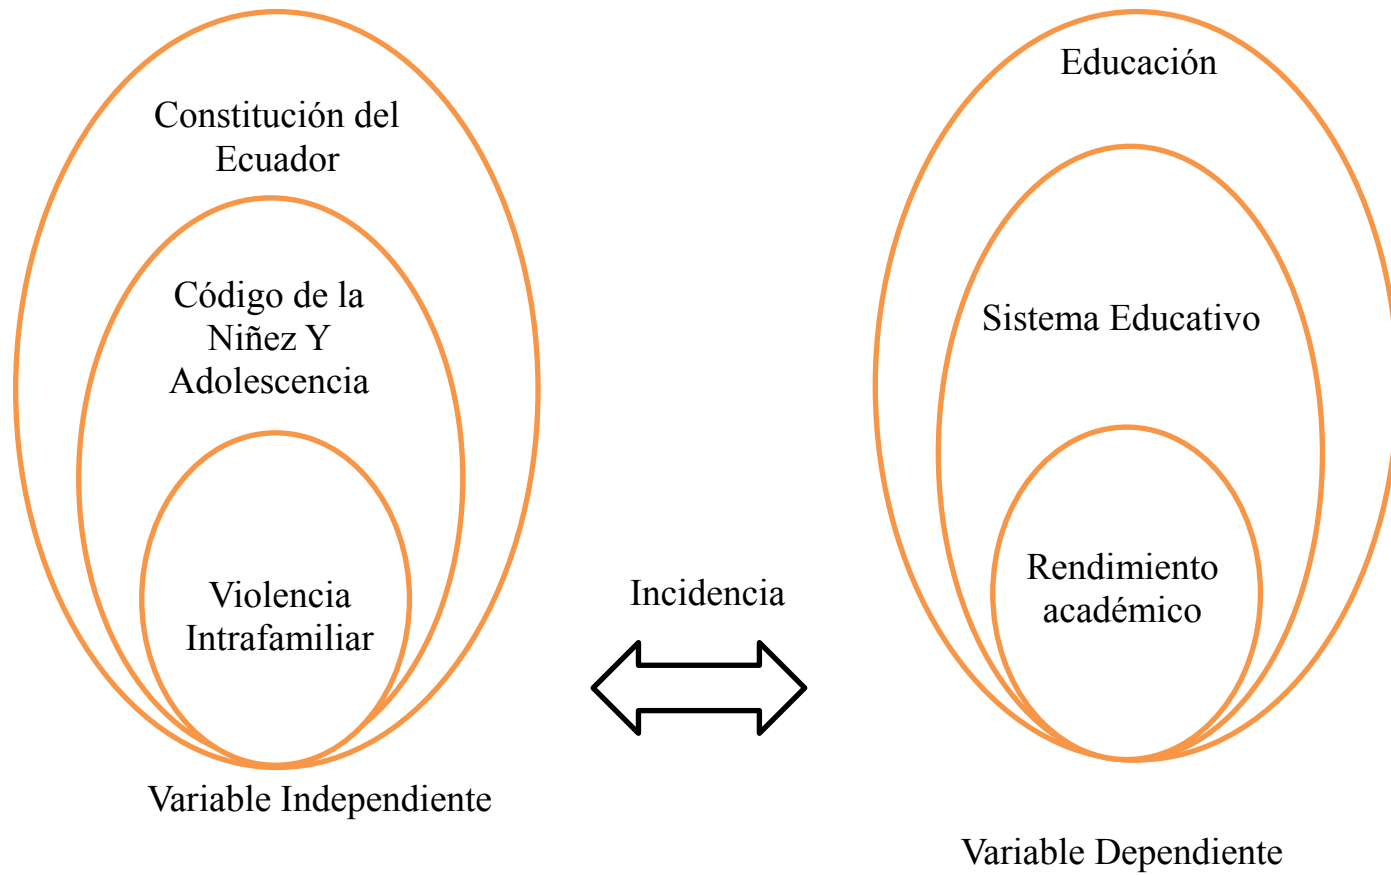 Constitución del
Ecuador
Código de la
Niñez Y
Adolescencia
Violencia
Intrafamiliar
Variable Independiente
Incidencia
Educación
Sistema Educativo
Rendimiento
académico
Variable Dependiente